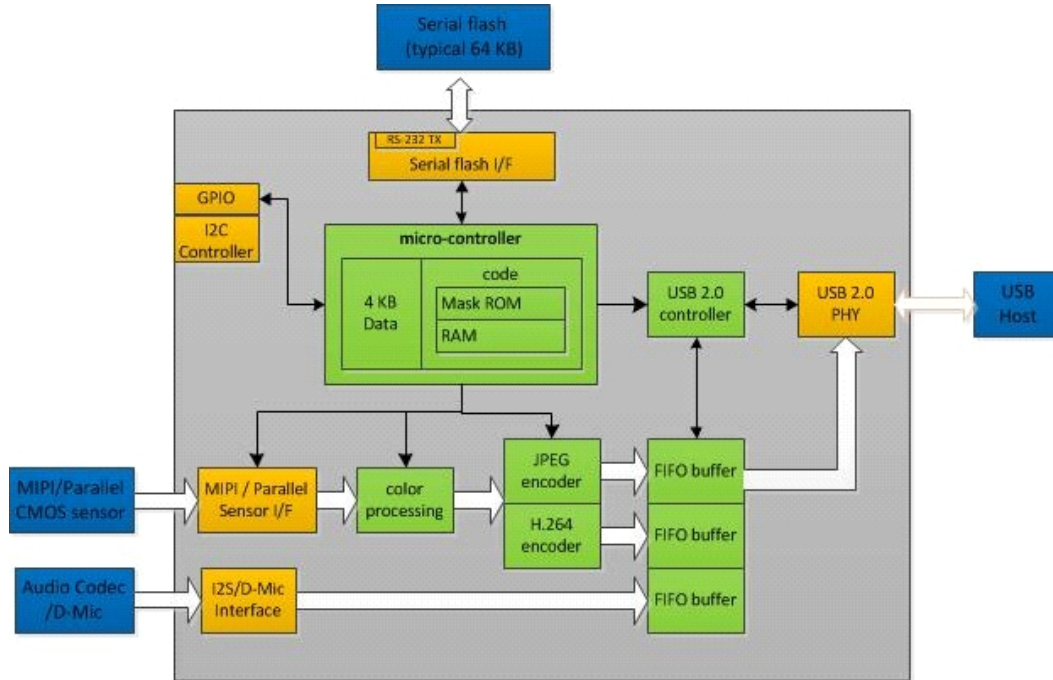 Serial flash
(typical 64 KB)
RS-232 TX
Serial flash I/F
GPIO
I2C
Controller
micro-controller
4 KB
Data
code
Mask ROM
RAM
USB 2.0
controller
USB 2.0
PHY
USB
Host
MIPI/Parallel
CMOS sensor
MIPI / Parallel
Sensor I/F
color
processing
JPEG
encoder
H.264
encoder
FIFO buffer
FIFO buffer
FIFO buffer
Audio Codec
/D-Mic
I2S/D-Mic
Interface